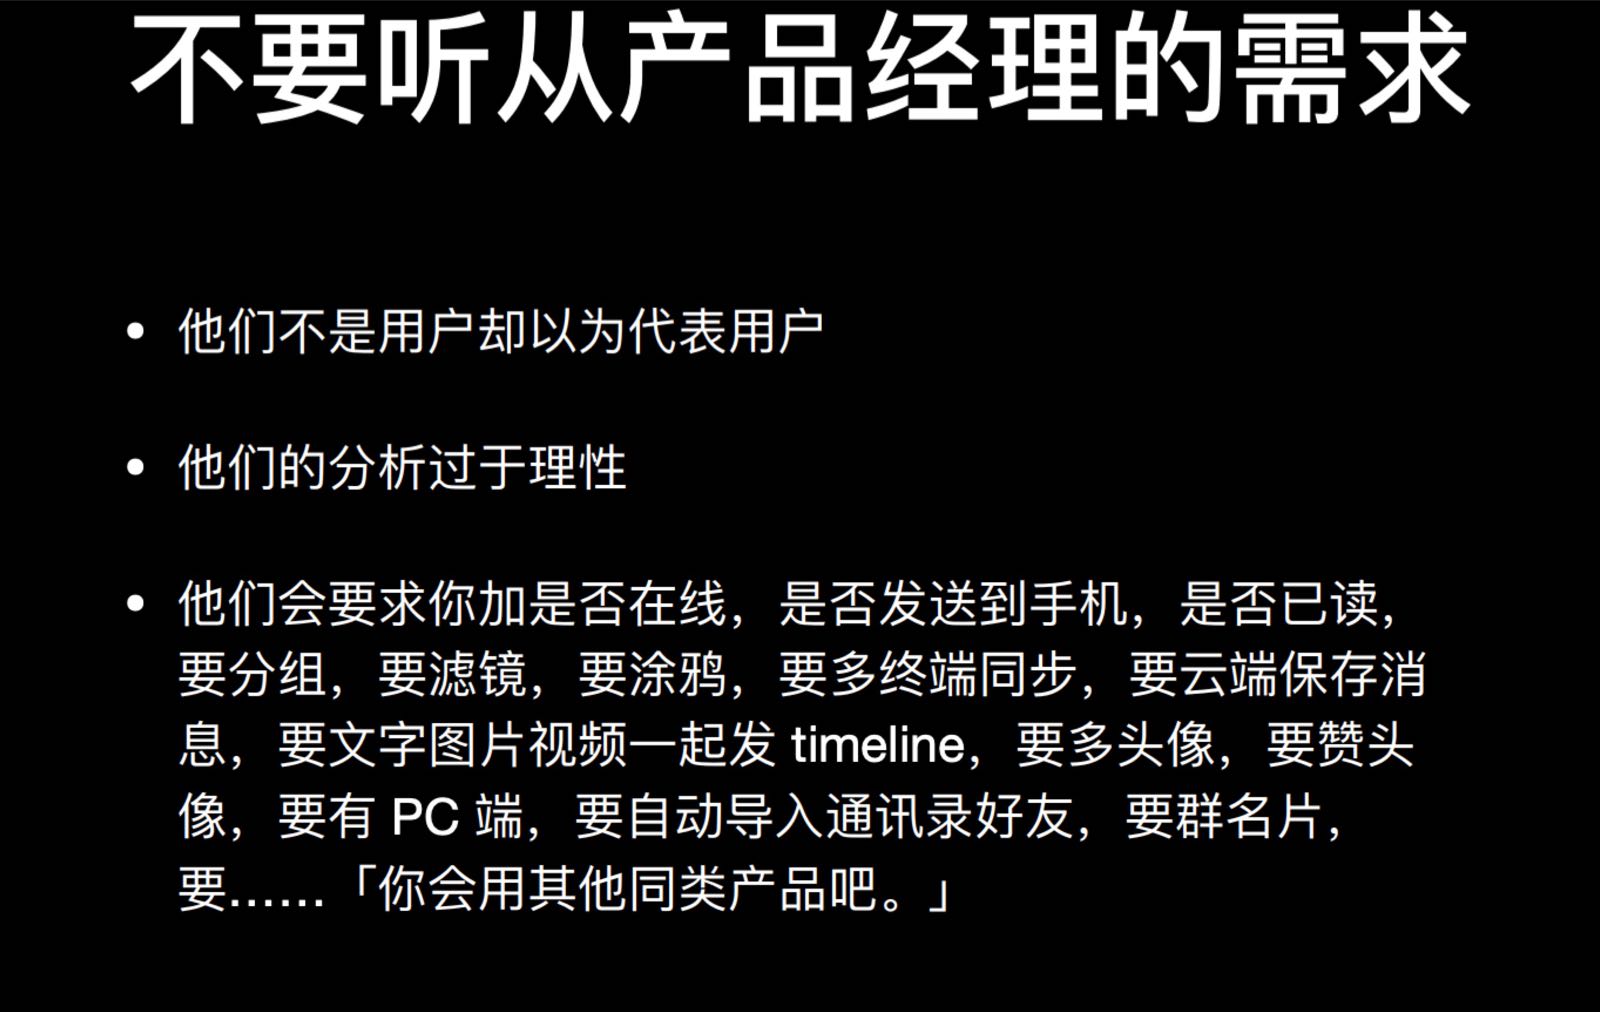 不要听从产品经理的需求
• 他们不是用户却以为代表用户
• 他们的分析过于理性
• 他们会要求你加是否在线，是否发送到手机，是否已读，
要分组，要滤镜，要涂鸦，要多终端同步，要云端保存消
息，要文字图片视频一起发 timeline，要多头像，要赞头
像，要有 PC 端，要自动导入通讯录好友，要群名片，
要……「你会用其他同类产品吧。」